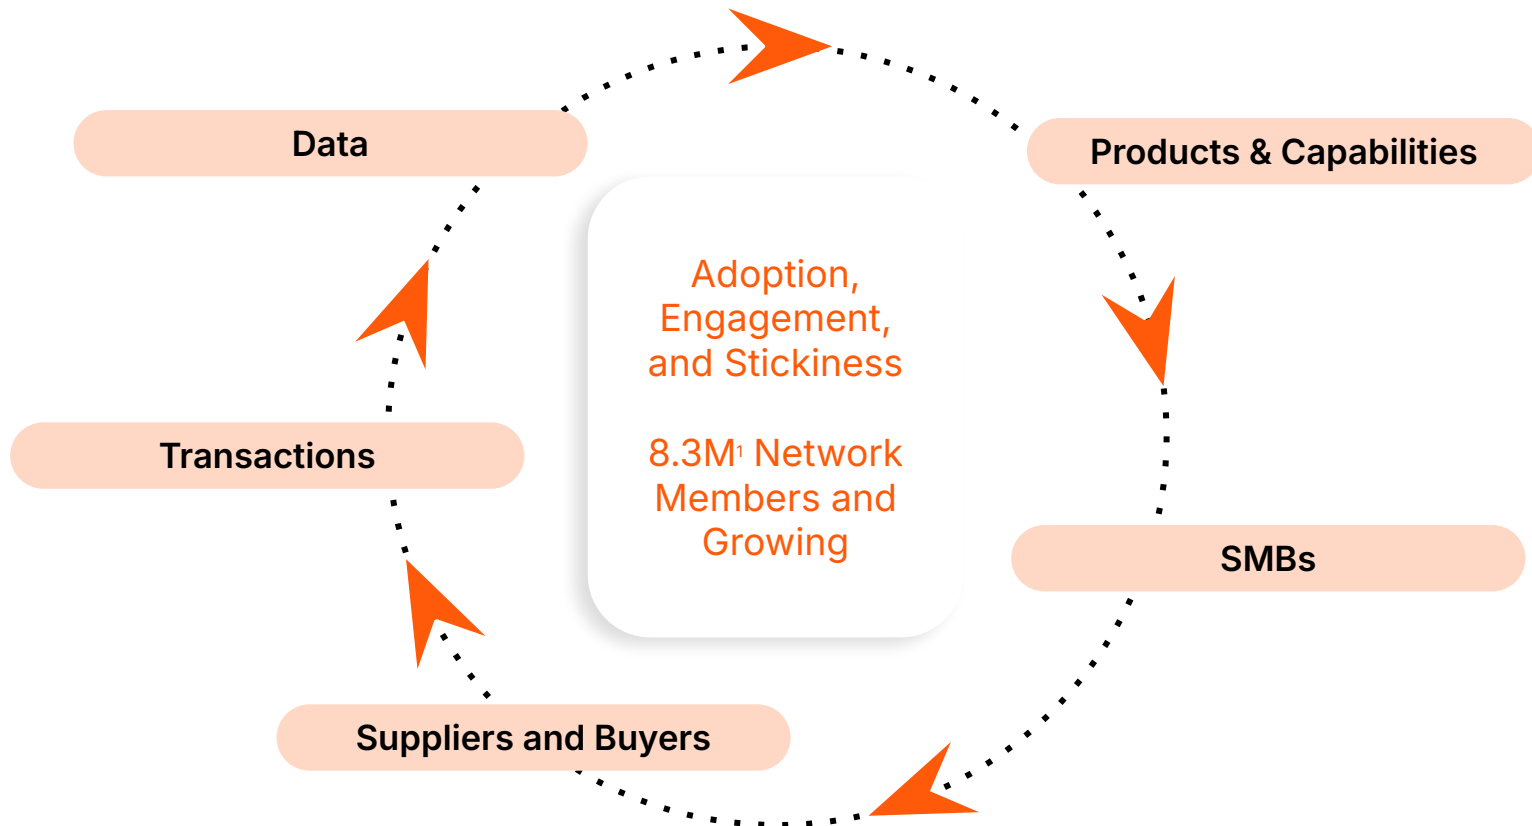 Data
Products & Capabilities
Adoption,
Engagement,
and Stickiness
8.3M¹ Network
Members and
Growing
Transactions
SMBs
Suppliers and Buyers